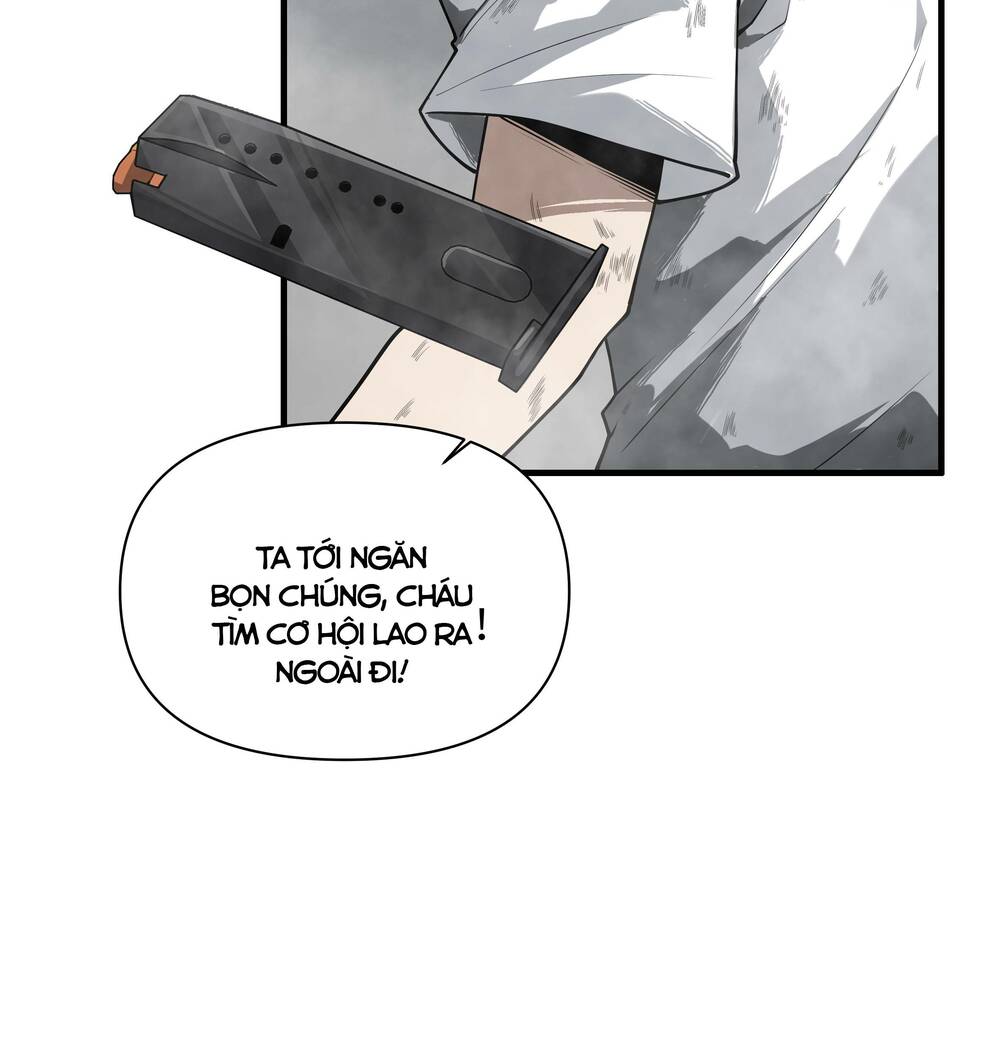 TA TỚI NGĂN
BỌN CHÚNG, CHÁU
TÌM CƠ HỘI LAO RA!
NGOÀI ĐI!